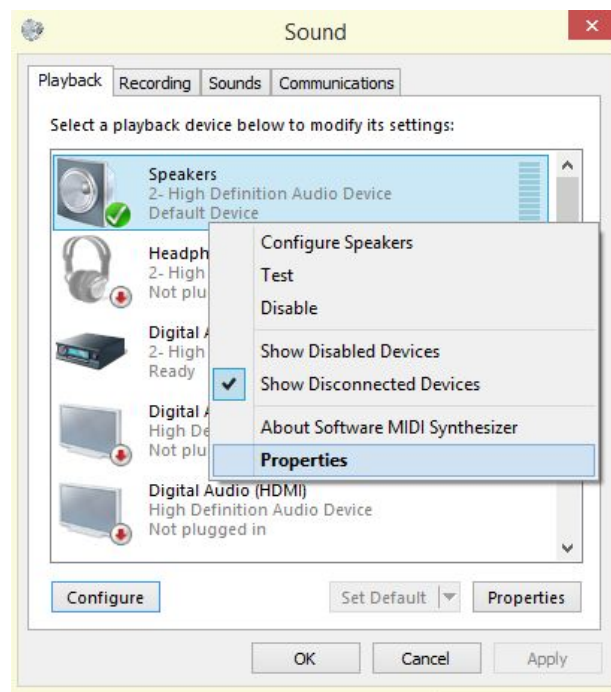 Sound
Playback Recording Sounds Communications
Select a playback device below to modify its settings:
Speakers
2- High Definition Audio Device
Default Device
Configure Speakers
Test
Disable
Show Disabled Devices
Show Disconnected Devices
About Software MIDI Synthesizer
Properties
Headph
2- High
Not plu
Digital
2- High
Ready
Digital
High De
Not plu
Digital Audio (HDMI)
High Definition Audio Device
Not plugged in
Configure Set Default Properties
OK Cancel Apply